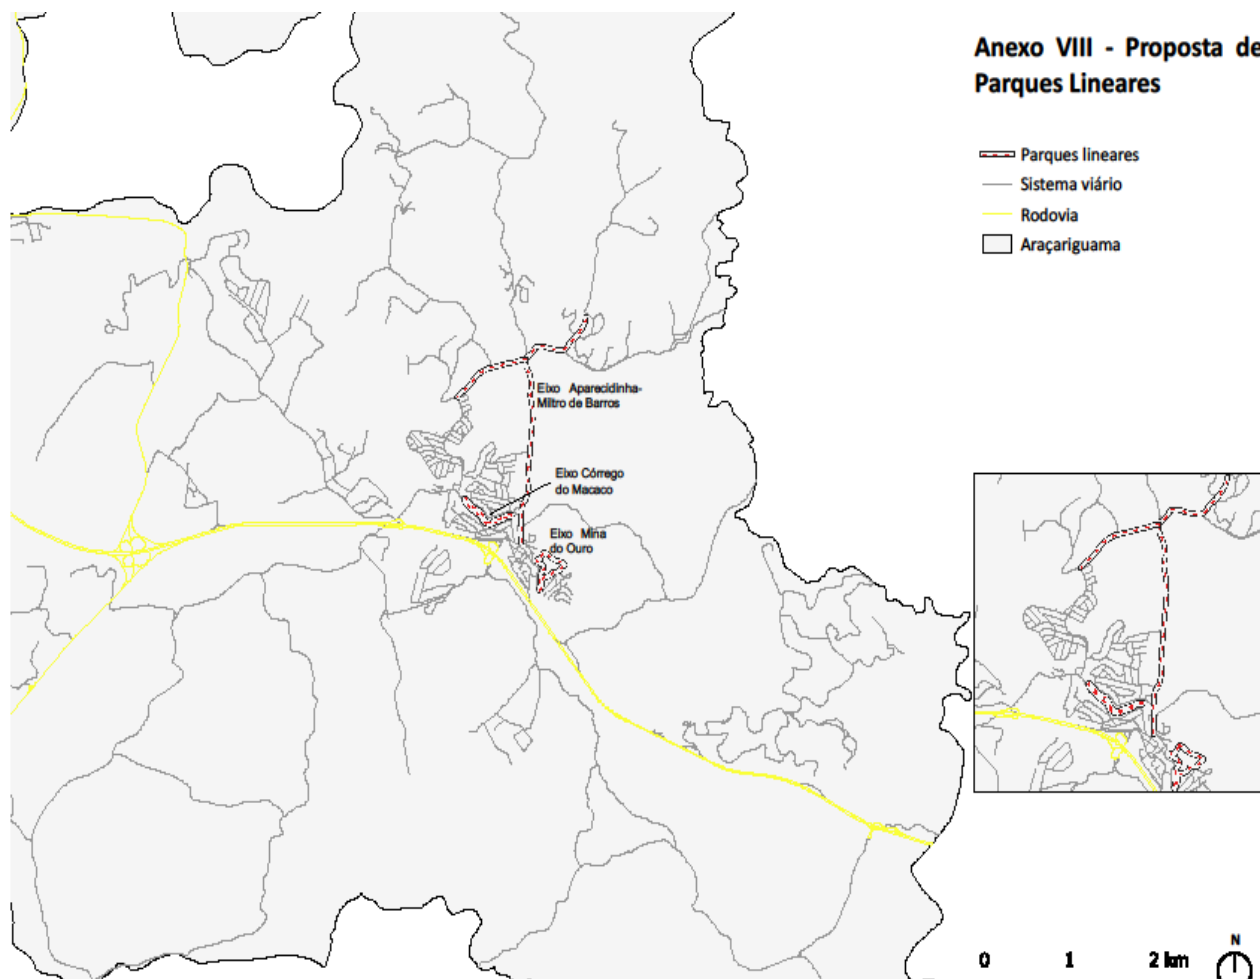 Anexo VIII - Proposta de
Parques Lineares
Parques lineares
Sistema viário
Rodovia
Araçariguama
Eixo Aparecidinha-
Miltro de Barros
Eixo Córrego
do Macaco
Eixo Mina
do Ouro
0 1 2 km
N